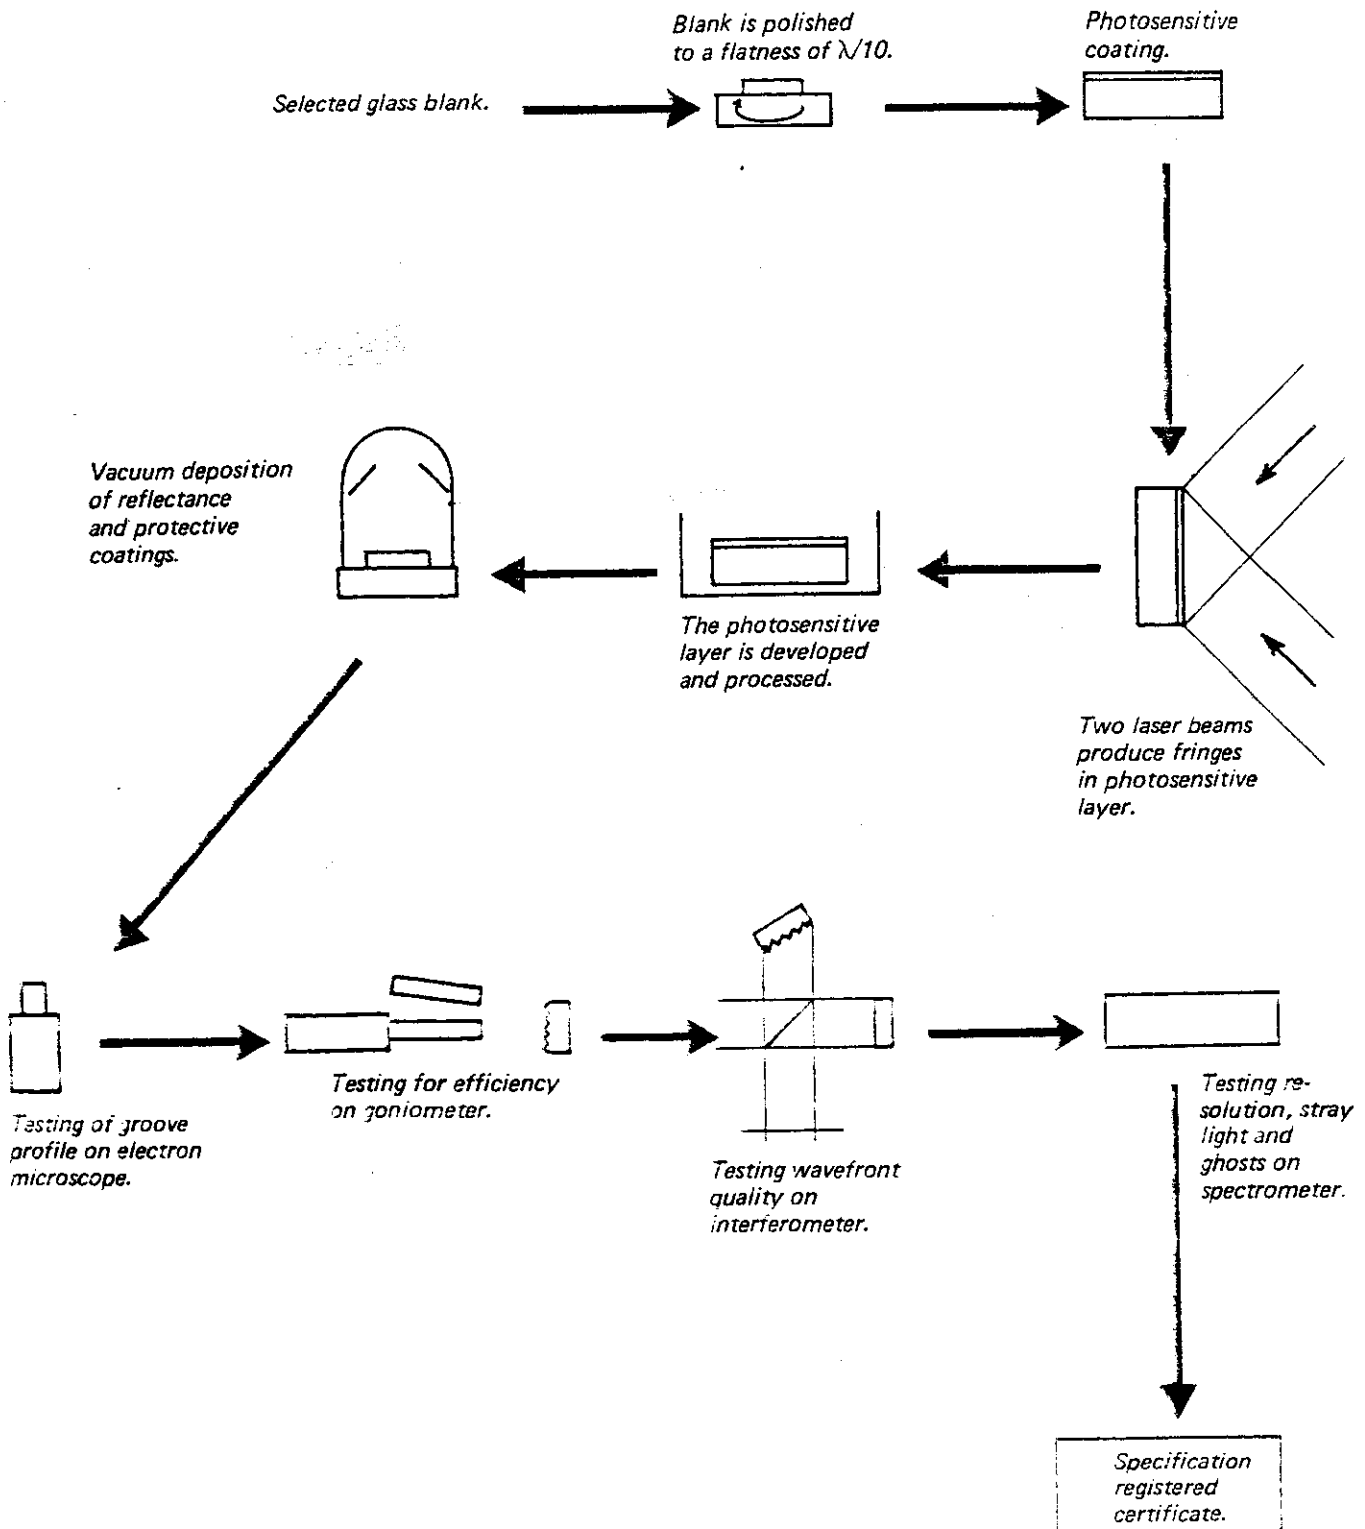 Selected glass blank.
Blank is polished
to a flatness of λ/10.
Photosensitive
coating.
Two laser beams
produce fringes
in photosensitive
layer.
The photosensitive
layer is developed
and processed.
Vacuum deposition
of reflectance
and protective
coatings.
Testing of groove
profile on electron
microscope.
Testing for efficiency
on goniometer.
Testing wavefront
quality on
interferometer.
Testing re-
solution, stray
light and
ghosts on
spectrometer.
Specification
registered
certificate.